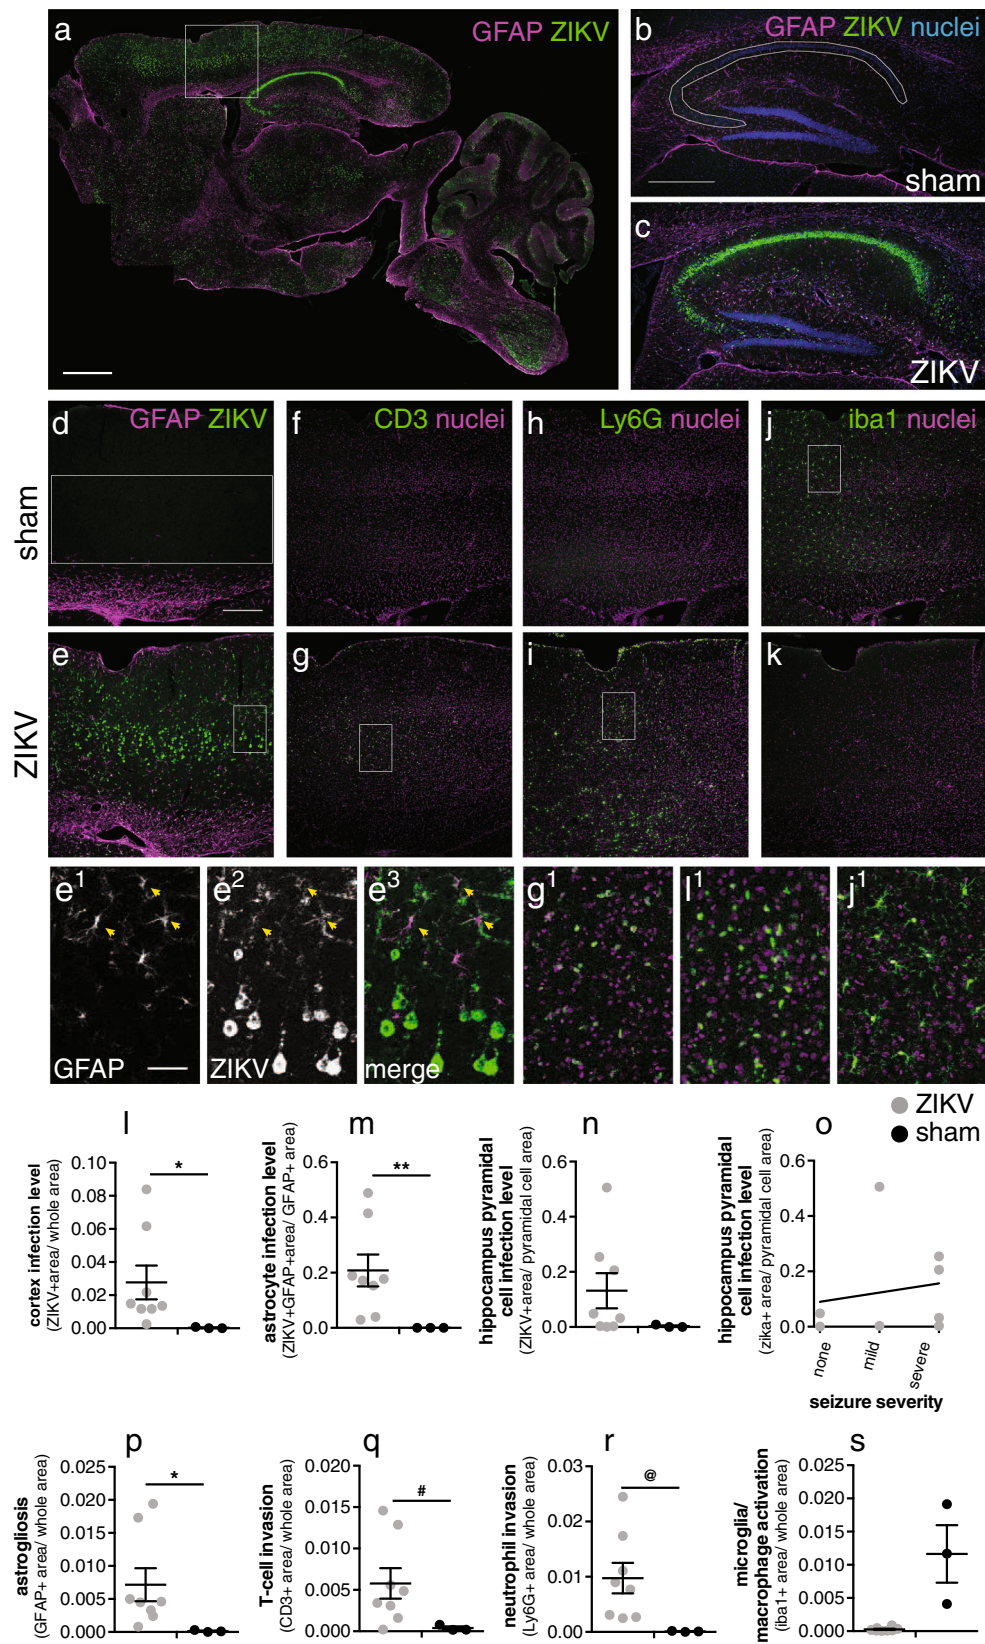 a
GFAP ZIKV
b
GFAP ZIKV nuclei
sham
c
ZIKV
sham
d
GFAP ZIKV
f
CD3 nuclei
h
Ly6G nuclei
j
iba1 nuclei
ZIKV
e
g
i
k
e1
GFAP
e2
ZIKV
e3
merge
g1
I1
j1
ZIKV
sham
l
cortex infection level
(ZIKV+area/ whole area)
0.10
0.08
0.06
0.04
0.02
0.00
*
m
astrocyte infection level
(ZIKV+GFAP+area/ GFAP+ area)
0.6
0.4
0.2
0.0
**
n
hippocampus pyramidal
cell infection level
(ZIKV+area/ pyramidal cell area)
0.6
0.4
0.2
0.0
o
hippocampus pyramidal
cell infection level
(zika+ area/ pyramidal cell area)
0.6
0.4
0.2
0.0
none
mild
severe
seizure severity
p
astrogliosis
(GFAP+ area/ whole area)
0.025
0.020
0.015
0.010
0.005
0.000
*
q
T-cell invasion
(CD3+ area/ whole area)
0.020
0.015
0.010
0.005
0.000
#
r
neutrophil invasion
(Ly6G+ area/ whole area)
0.03
0.02
0.01
0.00
@
s
microglia/
macrophage activation
(iba1+ area/ whole area)
0.025
0.020
0.015
0.010
0.005
0.000